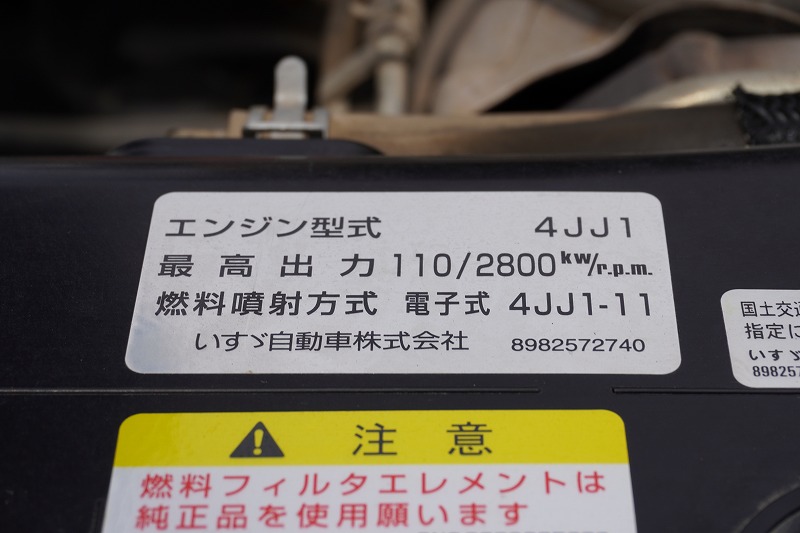 エンジン型式 4JJ1
最高出力 110/2800kW/r.p.m.
燃料噴射方式 電子式 4JJ1-11
いすゞ自動車株式会社 8982572740
国土交通
指定に
いすゞ
89825
注意
燃料フィルタエレメントは
純正品を使用願います